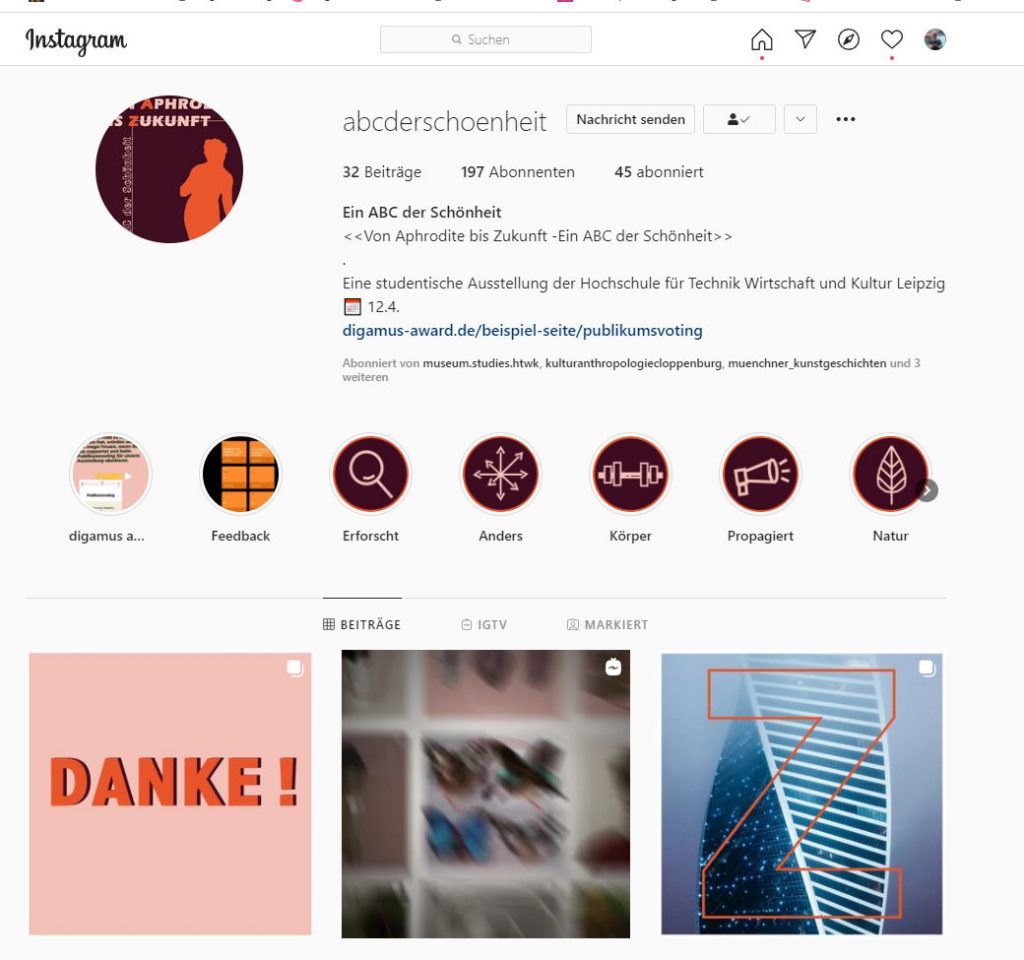 Instagram
Suchen
APHROD
S ZUKUNFT
C der Schönheit
abcderschoenheit
Nachricht senden
32 Beiträge 197 Abonnenten 45 abonniert
Ein ABC der Schönheit
<<Von Aphrodite bis Zukunft -Ein ABC der Schönheit>>
.
Eine studentische Ausstellung der Hochschule für Technik Wirtschaft und Kultur Leipzig
12.4.
digamus-award.de/beispiel-seite/publikumsvoting
Abonniert von museum.studies.htwk, kulturanthropologiecloppenburg, muenchner_kunstgeschichten und 3
weiteren
Publikumsvoting
digamus a...
Feedback
Erforscht
Anders
Körper
Propagiert
Natur
BEITRÄGE
IGTV
MARKIERT
DANKE !
Z